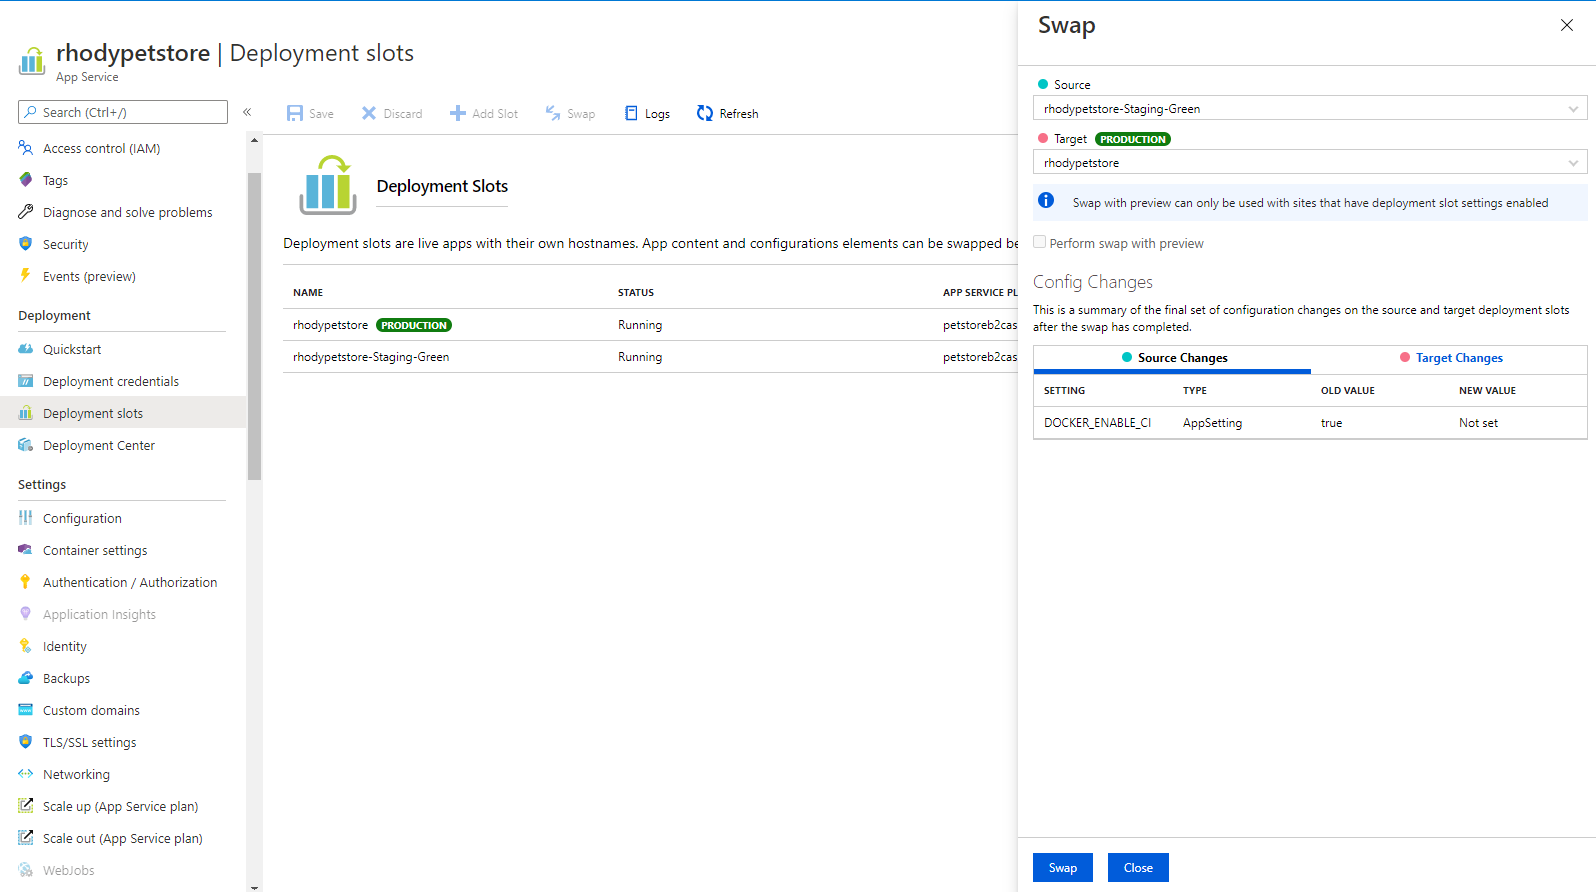 rhodypetstore | Deployment slots
App Service
Search (Ctrl+/)
«
Access control (IAM)
Tags
Diagnose and solve problems
Security
Events (preview)
Deployment
Quickstart
Deployment credentials
Deployment slots
Deployment Center
Settings
Configuration
Container settings
Authentication / Authorization
Application Insights
Identity
Backups
Custom domains
TLS/SSL settings
Networking
Scale up (App Service plan)
Scale out (App Service plan)
WebJobs
Save Discard Add Slot Swap Logs Refresh
Deployment Slots
Deployment slots are live apps with their own hostnames. App content and configurations elements can be swapped be
NAME STATUS APP SERVICE PL
rhodypetstore PRODUCTION Running petstoreb2cas
rhodypetstore-Staging-Green Running petstoreb2cas
Swap
Source
rhodypetstore-Staging-Green
Target PRODUCTION
rhodypetstore
Swap with preview can only be used with sites that have deployment slot settings enabled
Perform swap with preview
Config Changes
This is a summary of the final set of configuration changes on the source and target deployment slots
after the swap has completed.
Source Changes Target Changes
SETTING TYPE OLD VALUE NEW VALUE
DOCKER_ENABLE_CI AppSetting true Not set
Swap Close